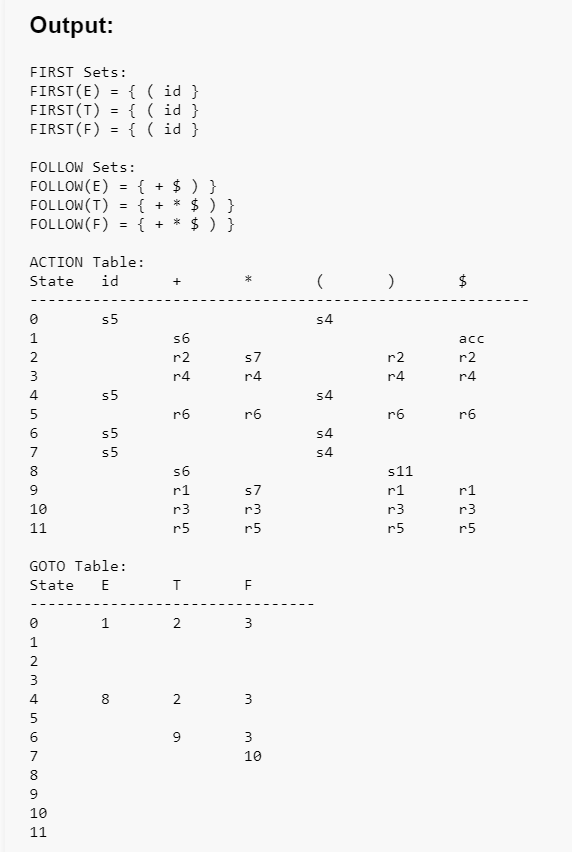 Output:
FIRST Sets:
FIRST(E) = { ( id }
FIRST(T) = { ( id }
FIRST(F) = { ( id }
FOLLOW Sets:
FOLLOW(E) = { + $ ) }
FOLLOW(T) = { + * $ ) }
FOLLOW(F) = { + * $ ) }
ACTION Table:
State   id      +       *       (       )       $
--------------------------------------------------------
0       s5                      s4
1               s6                              acc
2               r2      s7              r2      r2
3               r4      r4              r4      r4
4       s5                      s4
5               r6      r6              r6      r6
6       s5                      s4
7       s5                      s4
8               s6                      s11
9               r1      s7              r1      r1
10              r3      r3              r3      r3
11              r5      r5              r5      r5
GOTO Table:
State   E       T       F
--------------------------------
0       1       2       3
1
2
3
4       8       2       3
5
6               9       3
7                       10
8
9
10
11